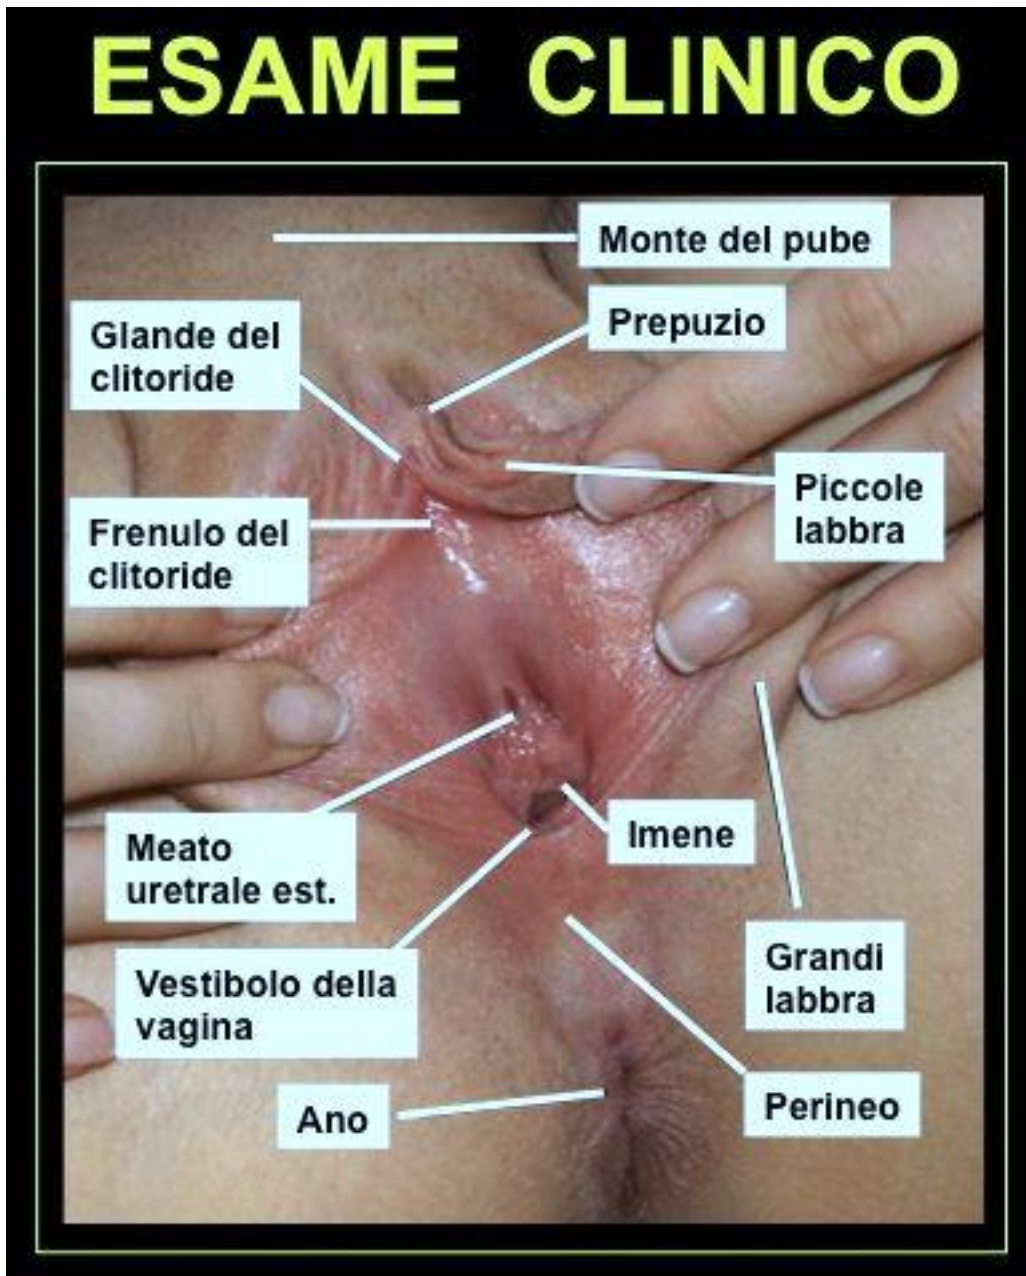 ESAME CLINICO
Monte del pube
Prepuzio
Glande del
clitoride
Piccole
labbra
Frenulo del
clitoride
Meato
uretrale est.
Imene
Vestibolo della
vagina
Grandi
labbra
Ano
Perineo